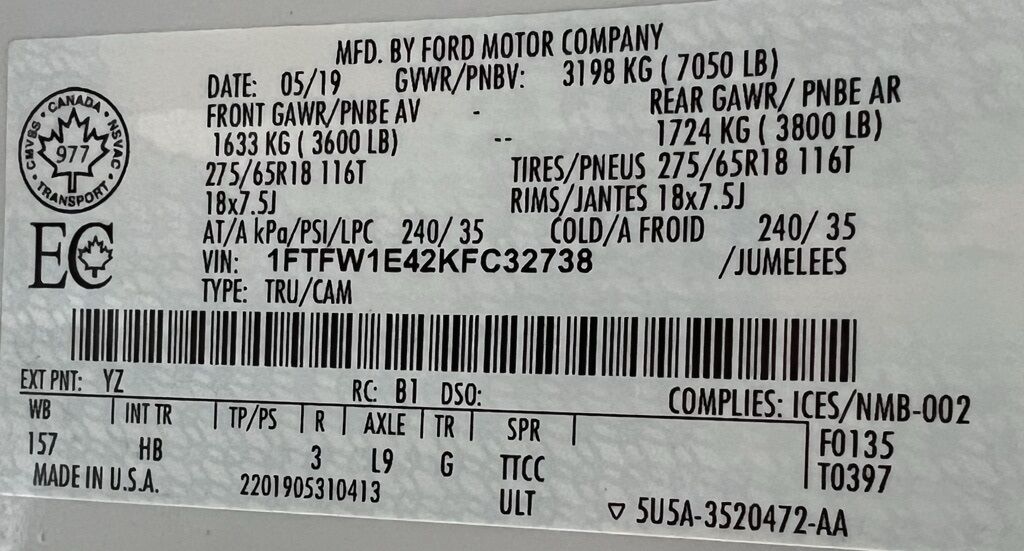 MFD. BY FORD MOTOR COMPANY
DATE: 05/19 GVWR/PNBV: 3198 KG ( 7050 LB)
FRONT GAWR/PNBE AV - REAR GAWR/ PNBE AR
1633 KG ( 3600 LB) -- 1724 KG ( 3800 LB)
275/65R18 116T TIRES/PNEUS 275/65R18 116T
18x7.5J RIMS/JANTES 18x7.5J
AT/A kPa/PSI/LPC 240/ 35 COLD/A FROID 240/ 35
VIN: 1FTFW1E42KFC32738 /JUMELEES
TYPE: TRU/CAM
CANADA
CMVSS NSVAC
977
TRANSPORT
EC
EXT PNT: YZ RC: B1 DSO: COMPLIES: ICES/NMB-002
WB | INT TR | TP/PS | R | AXLE | TR | SPR | F0135
157 HB 3 L9 G TTCC T0397
MADE IN U.S.A. 2201905310413 ULT ▽ 5U5A-3520472-AA